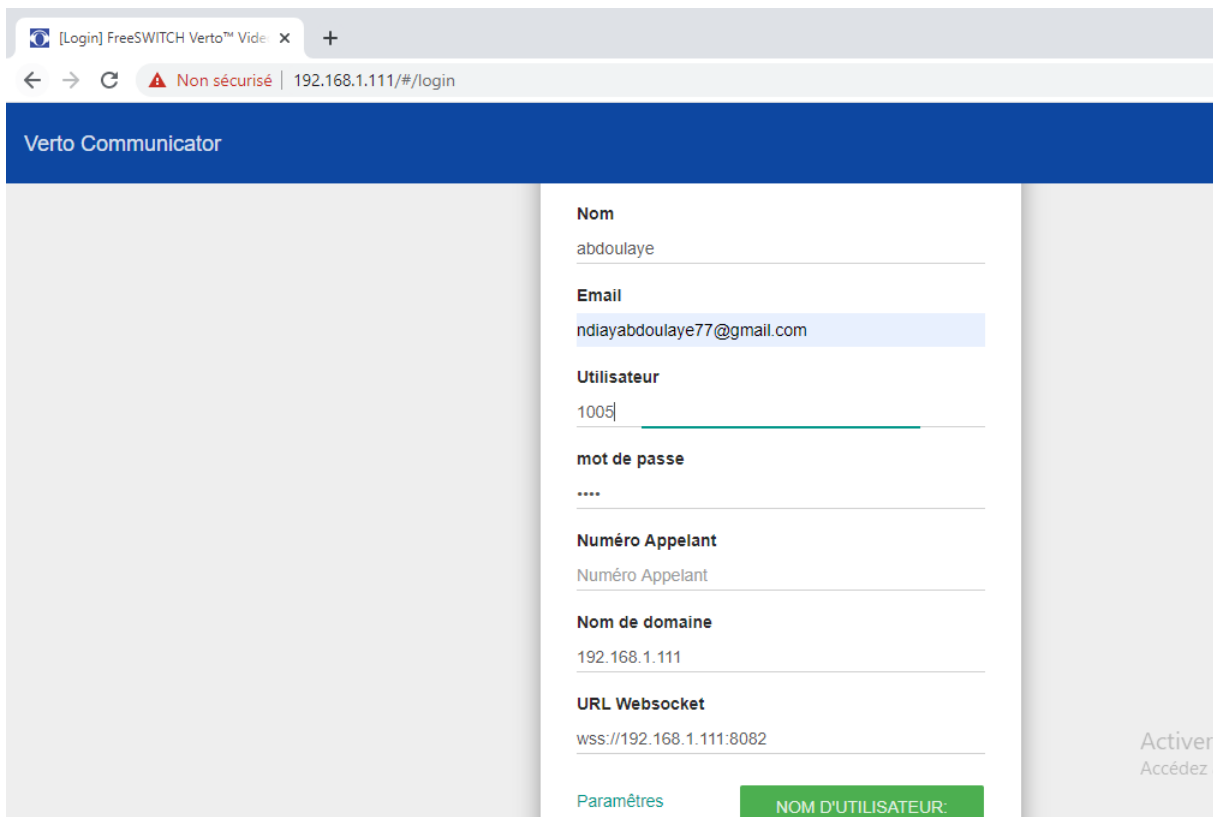 [Login] FreeSWITCH Verto™ Vide
Non sécurisé | 192.168.1.111/#/login
Verto Communicator
Nom
abdoulaye
Email
ndiayabdoulaye77@gmail.com
Utilisateur
1005
mot de passe
••••
Numéro Appelant
Numéro Appelant
Nom de domaine
192.168.1.111
URL Websocket
wss://192.168.1.111:8082
Activer
Accédez
Paramêtres
NOM D'UTILISATEUR: